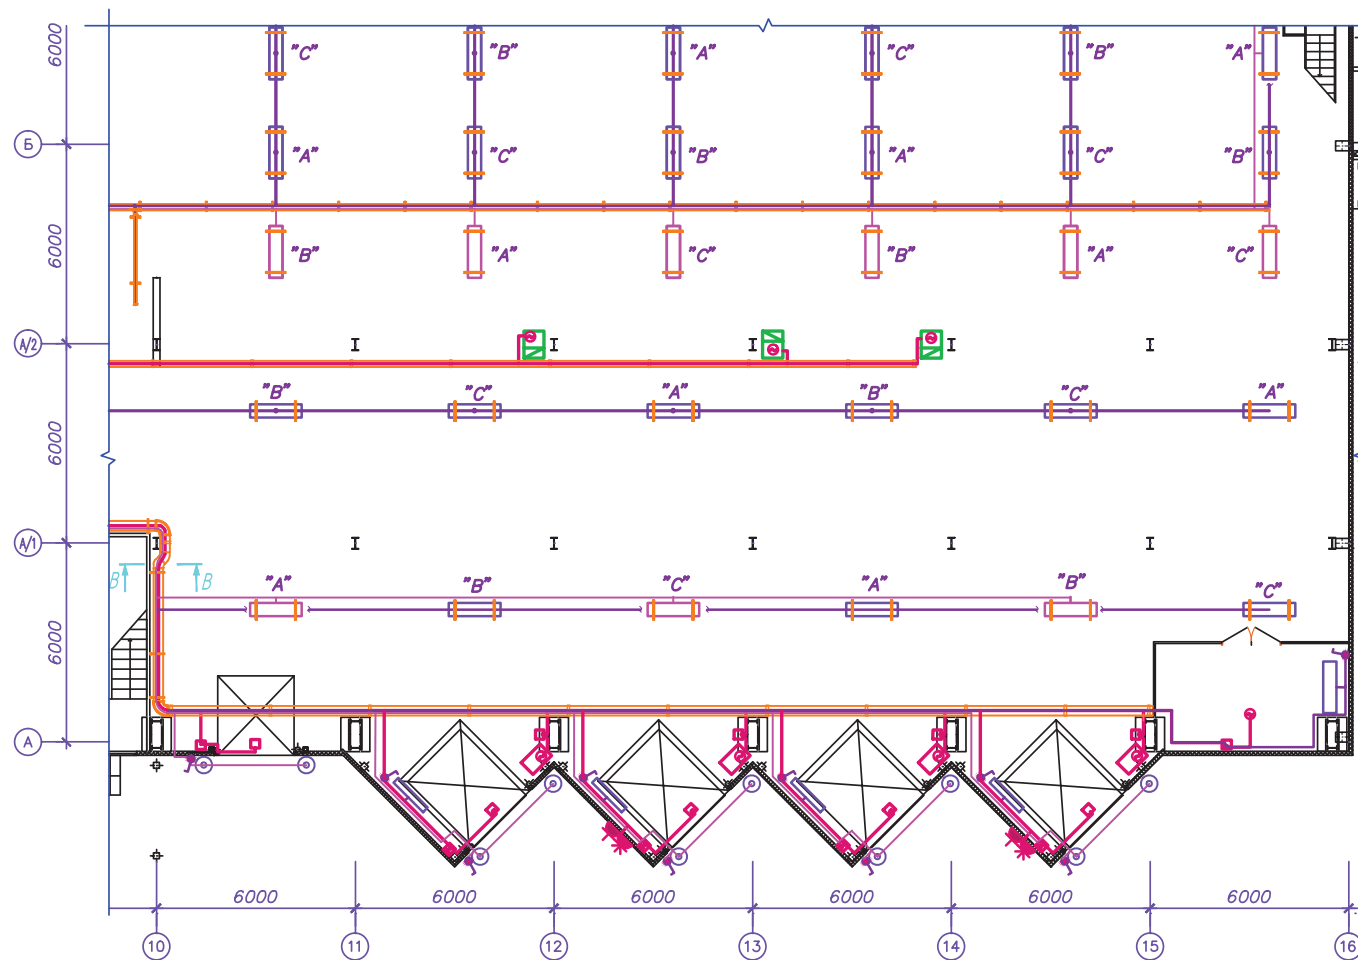 6000
"C" "B" "A" "C" "B" "A"
Б
"A" "C" "B" "A" "C" "B"
6000
"B" "A" "C" "B" "A" "C"
А/2
"B" "C" "A" "B" "C" "A"
6000
А/1
B B
"A" "B" "C" "A" "B" "C"
6000
А
6000 6000 6000 6000 6000 6000
10 11 12 13 14 15 16